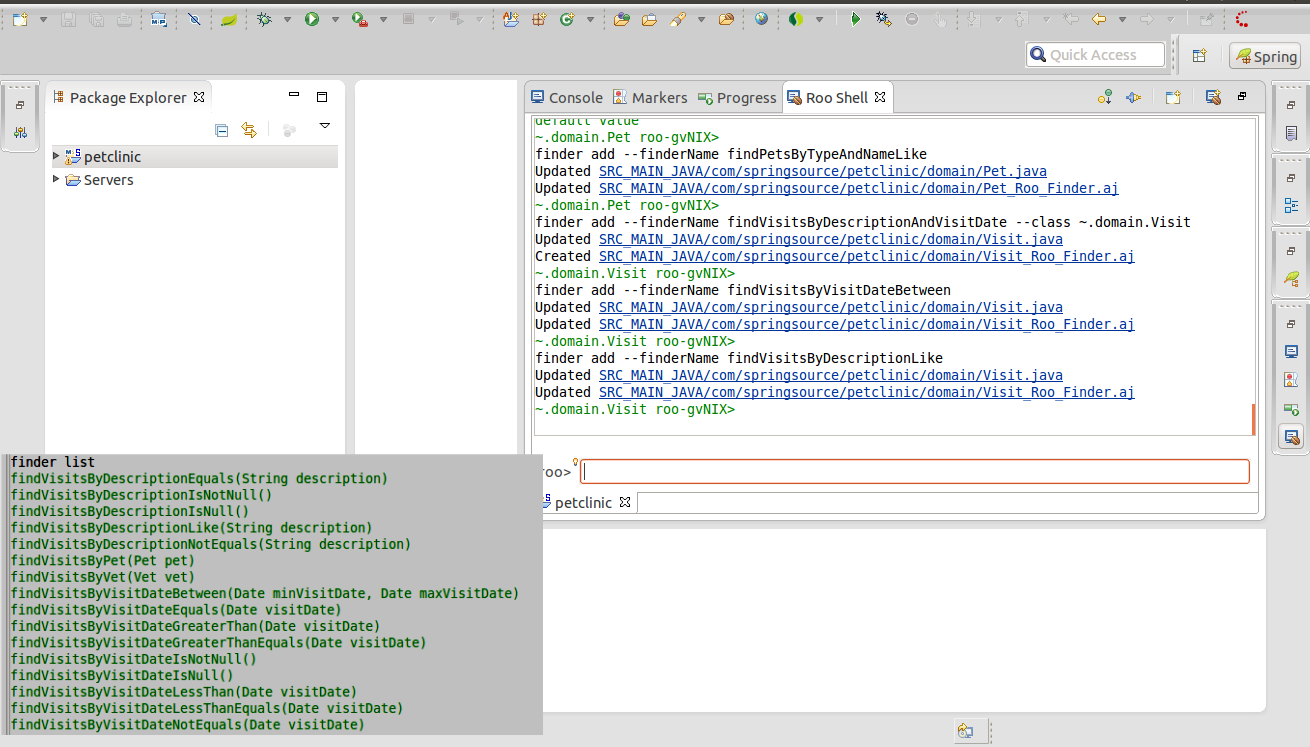 Quick Access
Spring
Package Explorer
petclinic
Servers
Console
Markers
Progress
Roo Shell
default value
~.domain.Pet roo-gvNIX>
finder add --finderName findPetsByTypeAndNameLike
Updated SRC_MAIN_JAVA/com/springsource/petclinic/domain/Pet.java
Updated SRC_MAIN_JAVA/com/springsource/petclinic/domain/Pet_Roo_Finder.aj
~.domain.Pet roo-gvNIX>
finder add --finderName findVisitsByDescriptionAndVisitDate --class ~.domain.Visit
Updated SRC_MAIN_JAVA/com/springsource/petclinic/domain/Visit.java
Created SRC_MAIN_JAVA/com/springsource/petclinic/domain/Visit_Roo_Finder.aj
~.domain.Visit roo-gvNIX>
finder add --finderName findVisitsByVisitDateBetween
Updated SRC_MAIN_JAVA/com/springsource/petclinic/domain/Visit.java
Updated SRC_MAIN_JAVA/com/springsource/petclinic/domain/Visit_Roo_Finder.aj
~.domain.Visit roo-gvNIX>
finder add --finderName findVisitsByDescriptionLike
Updated SRC_MAIN_JAVA/com/springsource/petclinic/domain/Visit.java
Updated SRC_MAIN_JAVA/com/springsource/petclinic/domain/Visit_Roo_Finder.aj
~.domain.Visit roo-gvNIX>
roo>
petclinic
finder list
findVisitsByDescriptionEquals(String description)
findVisitsByDescriptionIsNotNull()
findVisitsByDescriptionIsNull()
findVisitsByDescriptionLike(String description)
findVisitsByDescriptionNotEquals(String description)
findVisitsByPet(Pet pet)
findVisitsByVet(Vet vet)
findVisitsByVisitDateBetween(Date minVisitDate, Date maxVisitDate)
findVisitsByVisitDateEquals(Date visitDate)
findVisitsByVisitDateGreaterThan(Date visitDate)
findVisitsByVisitDateGreaterThanEquals(Date visitDate)
findVisitsByVisitDateIsNotNull()
findVisitsByVisitDateIsNull()
findVisitsByVisitDateLessThan(Date visitDate)
findVisitsByVisitDateLessThanEquals(Date visitDate)
findVisitsByVisitDateNotEquals(Date visitDate)